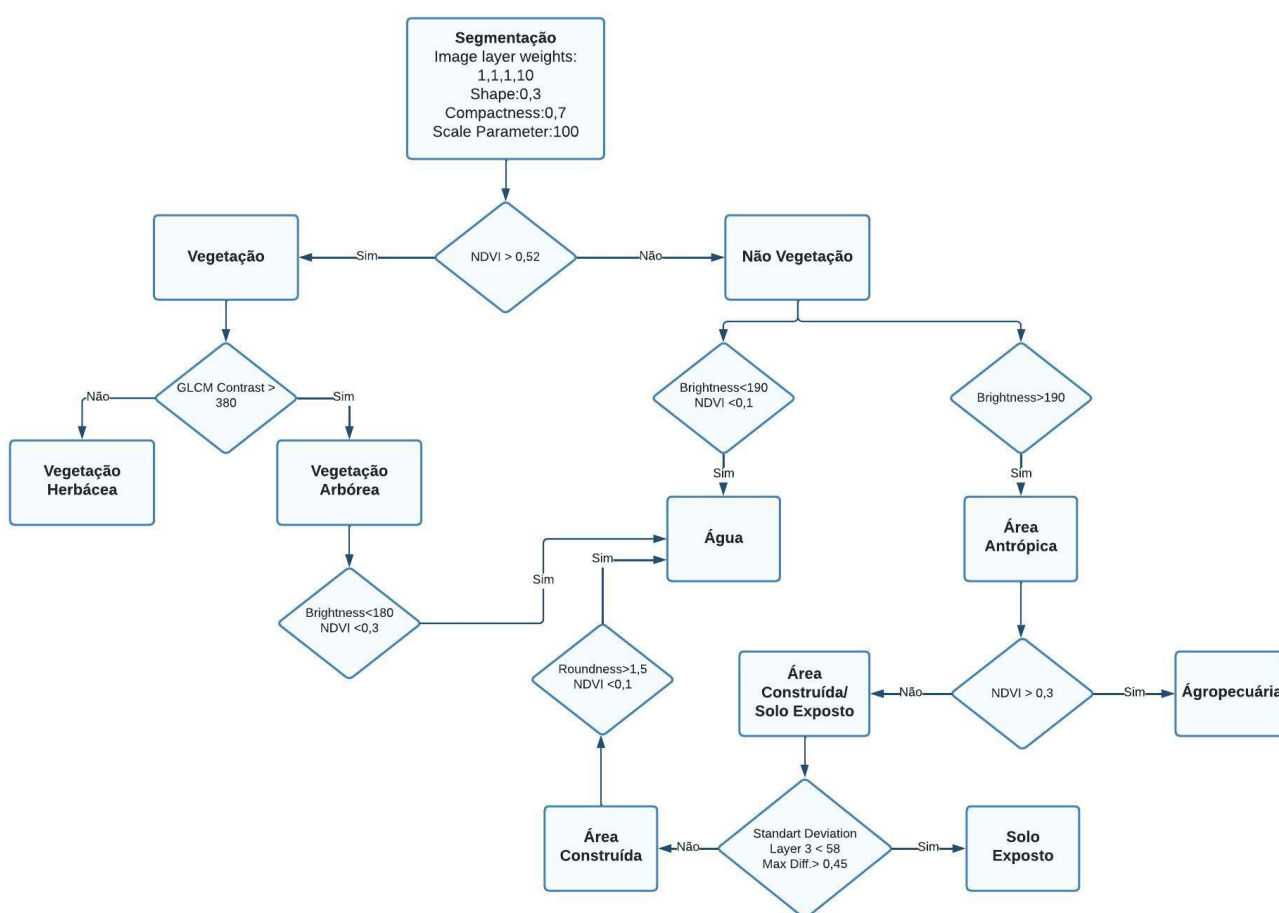 Segmentação
Image layer weights:
1,1,1,10
Shape:0,3
Compactness:0,7
Scale Parameter:100
Vegetação
Sim
NDVI > 0,52
Não
Não Vegetação
GLCM Contrast >
380
Não
Sim
Brightness<190
NDVI <0,1
Brightness>190
Vegetação
Herbácea
Vegetação
Arbórea
Sim
Sim
Água
Área
Antrópica
Brightness<180
NDVI <0,3
Sim
Sim
Roundness>1,5
NDVI <0,1
Área
Construída/
Solo Exposto
Não
NDVI > 0,3
Sim
Ágropecuária
Área
Construída
Não
Standart Deviation
Layer 3 < 58
Max Diff.> 0,45
Sim
Solo
Exposto